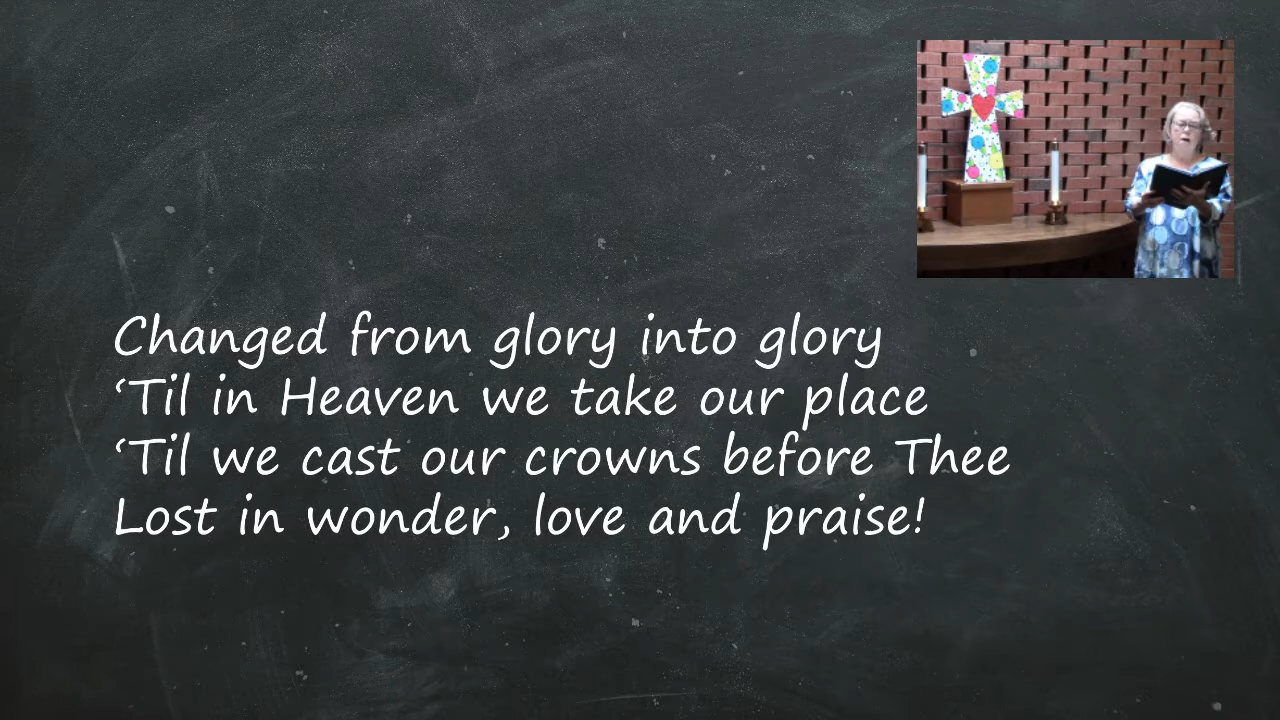 Changed from glory into glory
‘Til in Heaven we take our place
‘Til we cast our crowns before Thee
Lost in wonder, love and praise!